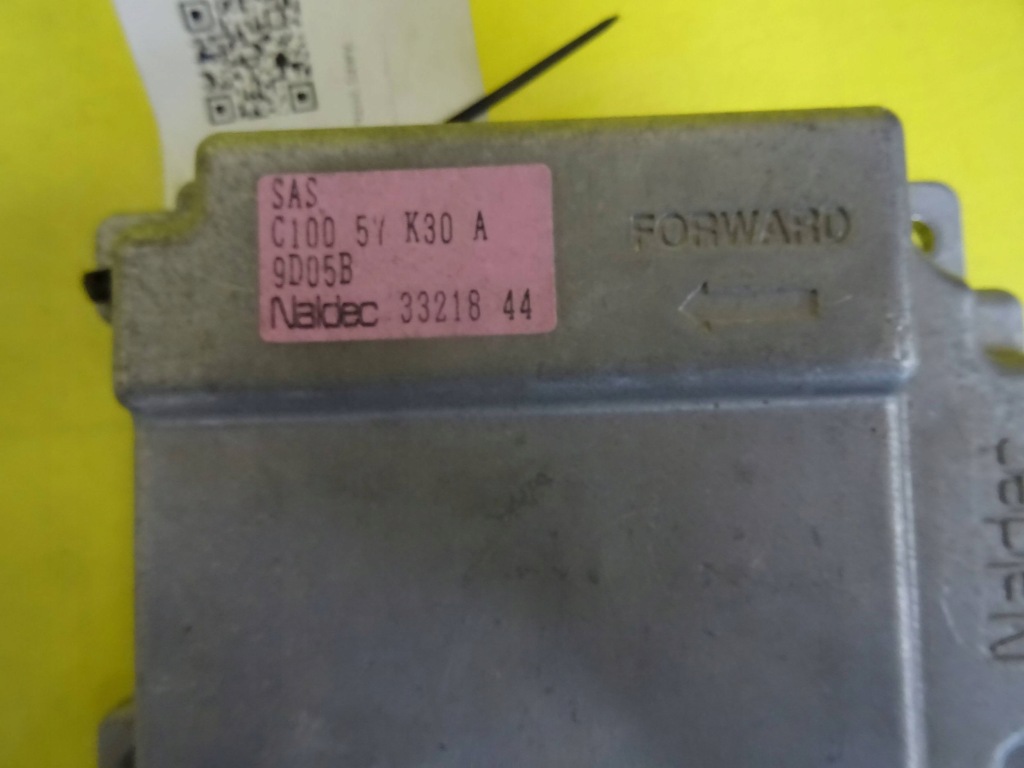 SAS
C100 57 K30 A
9D05B
Naldec 33218 44
FORWARD
Naldec